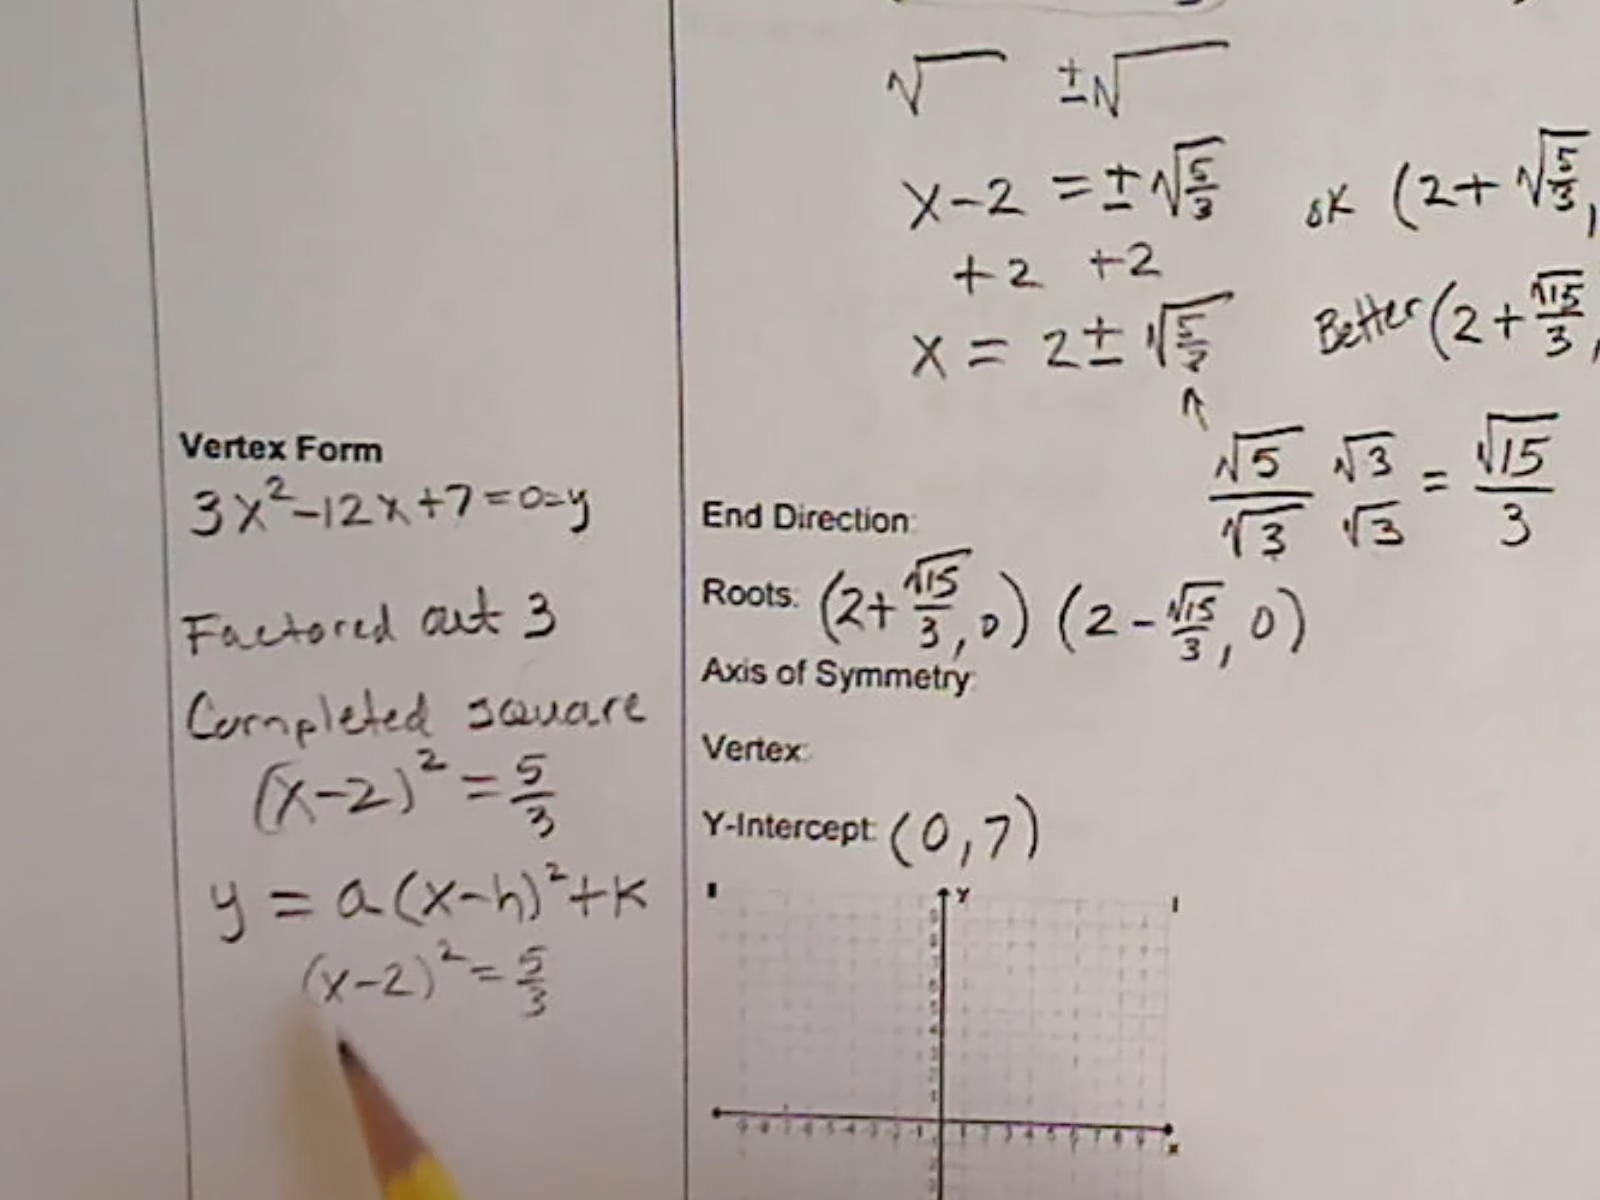 √ ±√
x-2 = ±√5/3 ok (2+√5/3,
+2 +2
x = 2±√5/3 Better (2+√15/3,
↑
√5/√3 √3/√3 = √15/3
Vertex Form
3x²-12x+7=0=y
Factored out 3
Completed square
(x-2)² = 5/3
y = a(x-h)²+k
(x-2)² = 5/3
End Direction:
Roots: (2+√15/3, 0) (2-√15/3, 0)
Axis of Symmetry:
Vertex:
Y-Intercept: (0,7)
Y
x